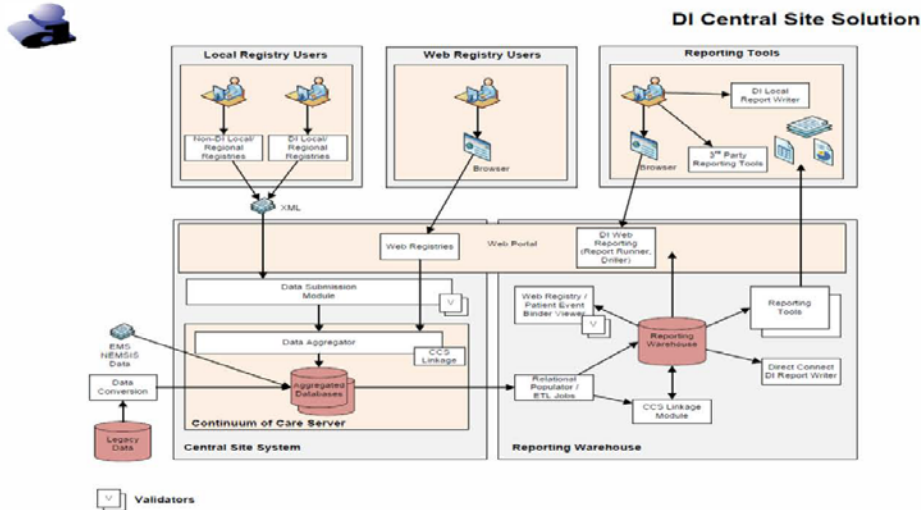 DI Central Site Solution
Local Registry Users
Web Registry Users
Reporting Tools
Non-DI Local/
Regional
Registries
DI Local/
Regional
Registries
Browser
Browser
DI Local
Report Writer
3rd Party
Reporting Tools
XML
Web Registries
Web Portal
DI Web
Reporting
(Report Runner,
Driller)
Data Submission
Module
V
Web Registry /
Patient Event
Binder Viewer
V
Reporting
Warehouse
Reporting
Tools
EMS
NEMSIS
Data
Data Aggregator
CCS
Linkage
Data
Conversion
Aggregated
Databases
Relational
Populator /
ETL Jobs
Direct Connect
DI Report Writer
CCS Linkage
Module
Continuum of Care Server
Legacy
Data
Central Site System
Reporting Warehouse
V
Validators